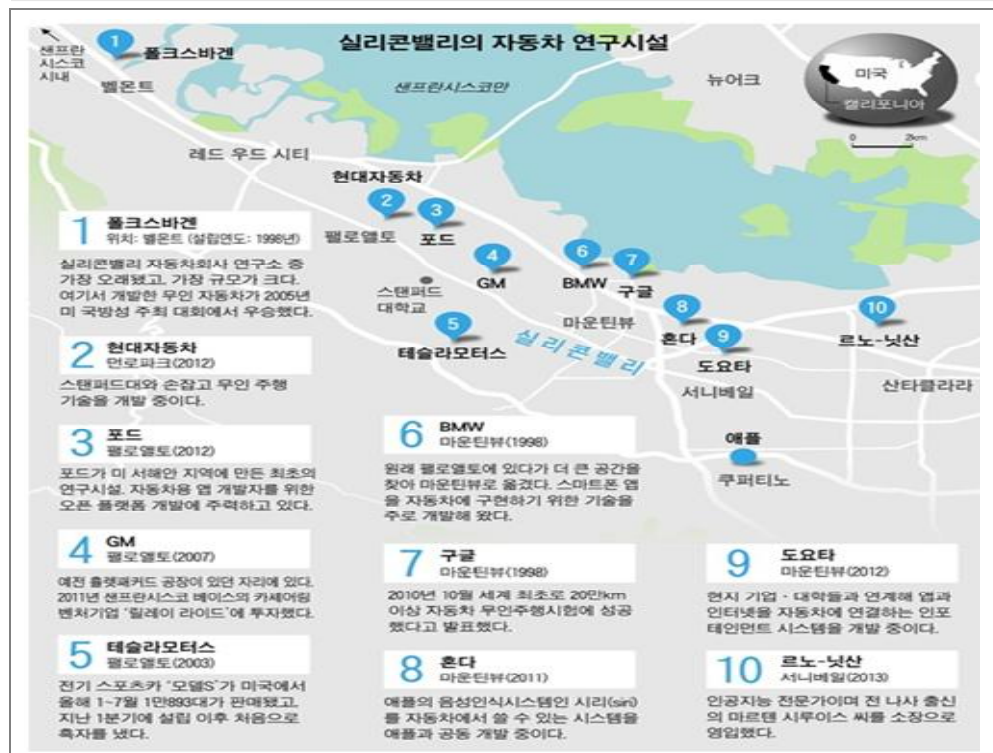 실리콘밸리의 자동차 연구시설
샌프란
시스코
시내
1
폴크스바겐
벨몬트
샌프란시스코만
뉴어크
미국
캘리포니아
0 2km
레드 우드 시티
현대자동차
2
3
팰로앨토
포드
4
GM
6
BMW
7
구글
스탠퍼드
대학교
5
테슬라모터스
마운틴뷰
실리콘밸리
8
혼다
9
도요타
10
르노-닛산
서니베일
산타클라라
애플
쿠퍼티노
1 폴크스바겐
위치: 벨몬트 (설립연도: 1998년)
실리콘밸리 자동차회사 연구소 중
가장 오래됐고, 가장 규모가 크다.
여기서 개발한 무인 자동차가 2005년
미 국방성 주최 대회에서 우승했다.
2 현대자동차
먼로파크(2012)
스탠퍼드대와 손잡고 무인 주행
기술을 개발 중이다.
3 포드
팰로앨토(2012)
포드가 미 서해안 지역에 만든 최초의
연구시설. 자동차용 앱 개발자를 위한
오픈 플랫폼 개발에 주력하고 있다.
4 GM
팰로앨토(2007)
예전 휼렛패커드 공장이 있던 자리에 있다.
2011년 샌프란시스코 베이스의 카셰어링
벤처기업 '릴레이 라이드'에 투자했다.
5 테슬라모터스
팰로앨토(2003)
전기 스포츠카 '모델S'가 미국에서
올해 1~7월 1만893대가 판매됐고,
지난 1분기에 설립 이후 처음으로
흑자를 냈다.
6 BMW
마운틴뷰(1998)
원래 팰로앨토에 있다가 더 큰 공간을
찾아 마운틴뷰로 옮겼다. 스마트폰 앱
을 자동차에 구현하기 위한 기술을
주로 개발해 왔다.
7 구글
마운틴뷰(1998)
2010년 10월 세계 최초로 20만km
이상 자동차 무인주행시험에 성공
했다고 발표했다.
8 혼다
마운틴뷰(2011)
애플의 음성인식시스템인 시리(siri)
를 자동차에서 쓸 수 있는 시스템을
애플과 공동 개발 중이다.
9 도요타
마운틴뷰(2012)
현지 기업·대학들과 연계해 앱과
인터넷을 자동차에 연결하는 인포
테인먼트 시스템을 개발 중이다.
10 르노-닛산
서니베일(2013)
인공지능 전문가이며 전 나사 출신
의 마르텐 시루이스 씨를 소장으로
영입했다.